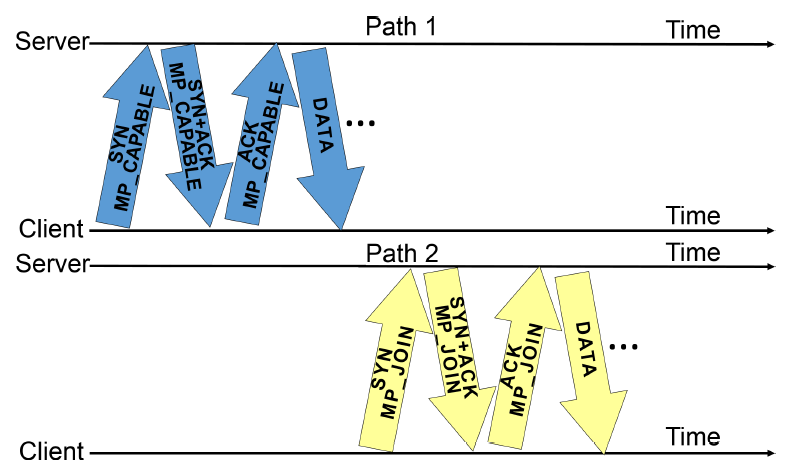 Path 1
Time
Server
SYN
MP_CAPABLE
SYN+ACK
MP_CAPABLE
ACK
MP_CAPABLE
DATA
...
Time
Client
Path 2
Time
Server
SYN
MP_JOIN
SYN+ACK
MP_JOIN
ACK
MP_JOIN
DATA
...
Time
Client